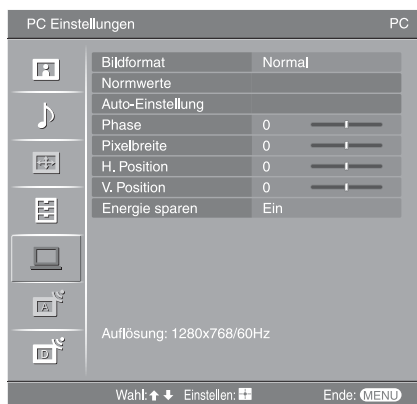 PC Einstellungen PC
Bildformat Normal
Normwerte
Auto-Einstellung
Phase 0
Pixelbreite 0
H. Position 0
V. Position 0
Energie sparen Ein
A
D
Auflösung: 1280x768/60Hz
Wahl: Einstellen: Ende: MENU